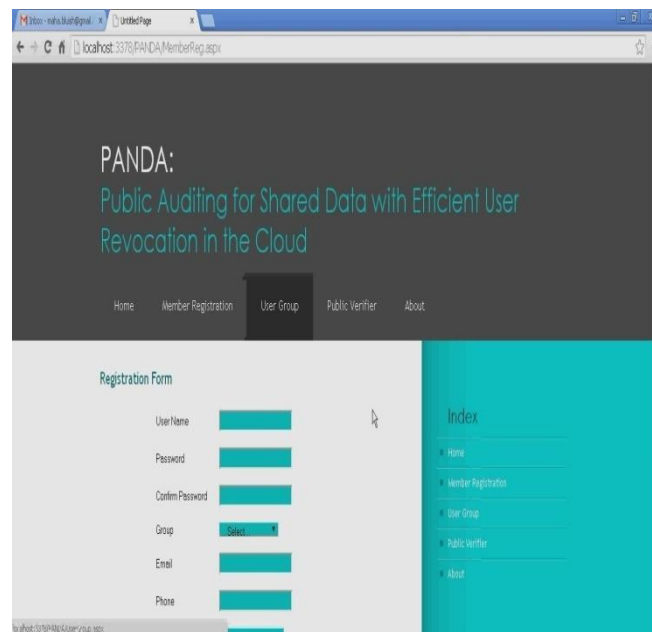 Untitled Page
localhost:3378/PANDA/MemberReg.aspx
PANDA:
Public Auditing for Shared Data with Efficient User
Revocation in the Cloud
Home Member Registration User Group Public Verifier About
Registration Form
User Name
Password
Confirm Password
Group Select...
Email
Phone
Index
Home
Member Registration
User Group
Public Verifier
About